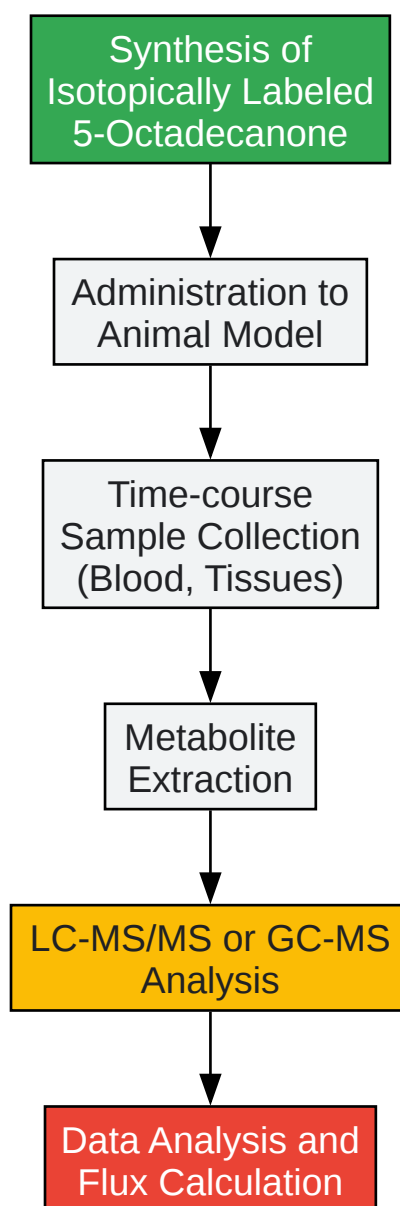 Synthesis of
Isotopically Labeled
5-Octadecanone
Administration to
Animal Model
Time-course
Sample Collection
(Blood, Tissues)
Metabolite
Extraction
LC-MS/MS or GC-MS
Analysis
Data Analysis and
Flux Calculation